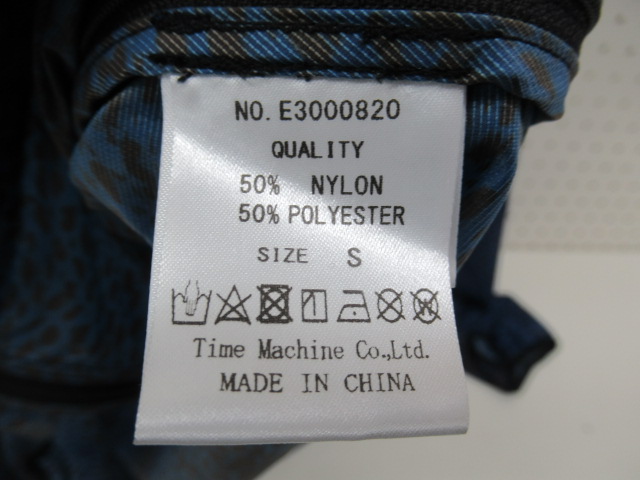 NO. E3000820
QUALITY
50% NYLON
50% POLYESTER
SIZE S
Time Machine Co.,Ltd.
MADE IN CHINA